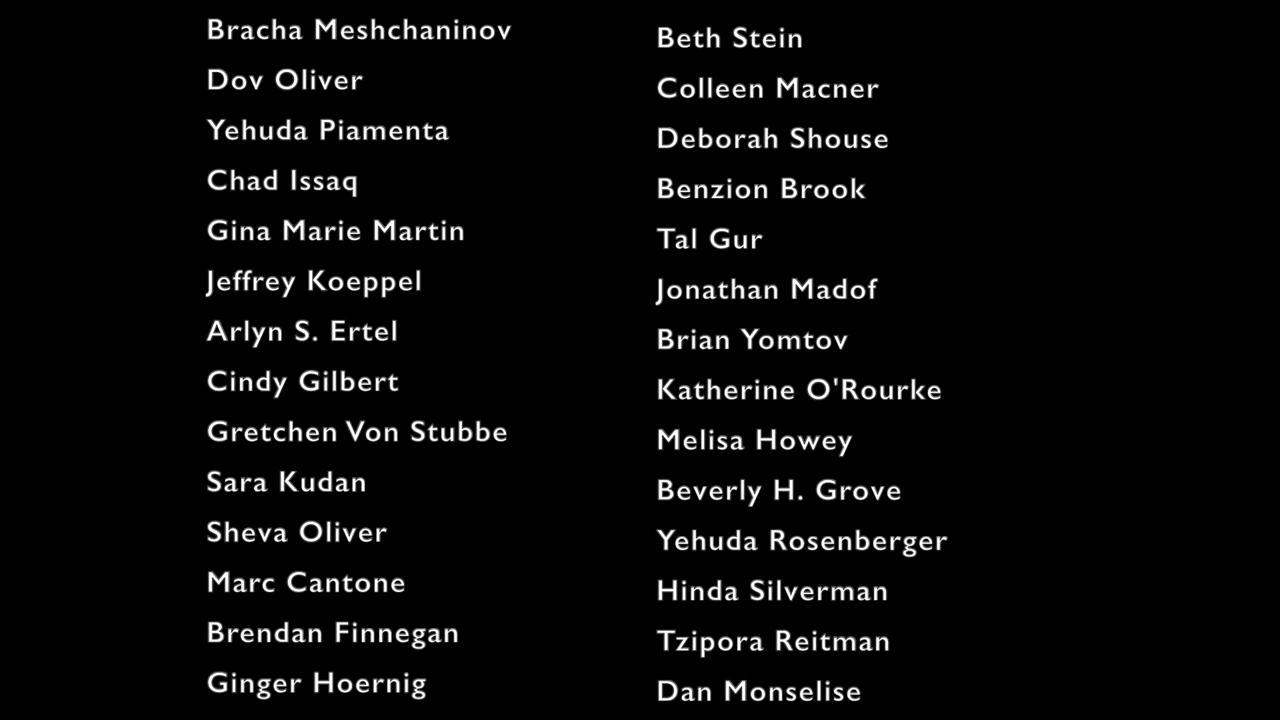 Bracha Meshchaninov
Dov Oliver
Yehuda Piamenta
Chad Issaq
Gina Marie Martin
Jeffrey Koeppel
Arlyn S. Ertel
Cindy Gilbert
Gretchen Von Stubbe
Sara Kudan
Sheva Oliver
Marc Cantone
Brendan Finnegan
Ginger Hoernig
Beth Stein
Colleen Macner
Deborah Shouse
Benzion Brook
Tal Gur
Jonathan Madof
Brian Yomtov
Katherine O'Rourke
Melisa Howey
Beverly H. Grove
Yehuda Rosenberger
Hinda Silverman
Tzipora Reitman
Dan Monselise